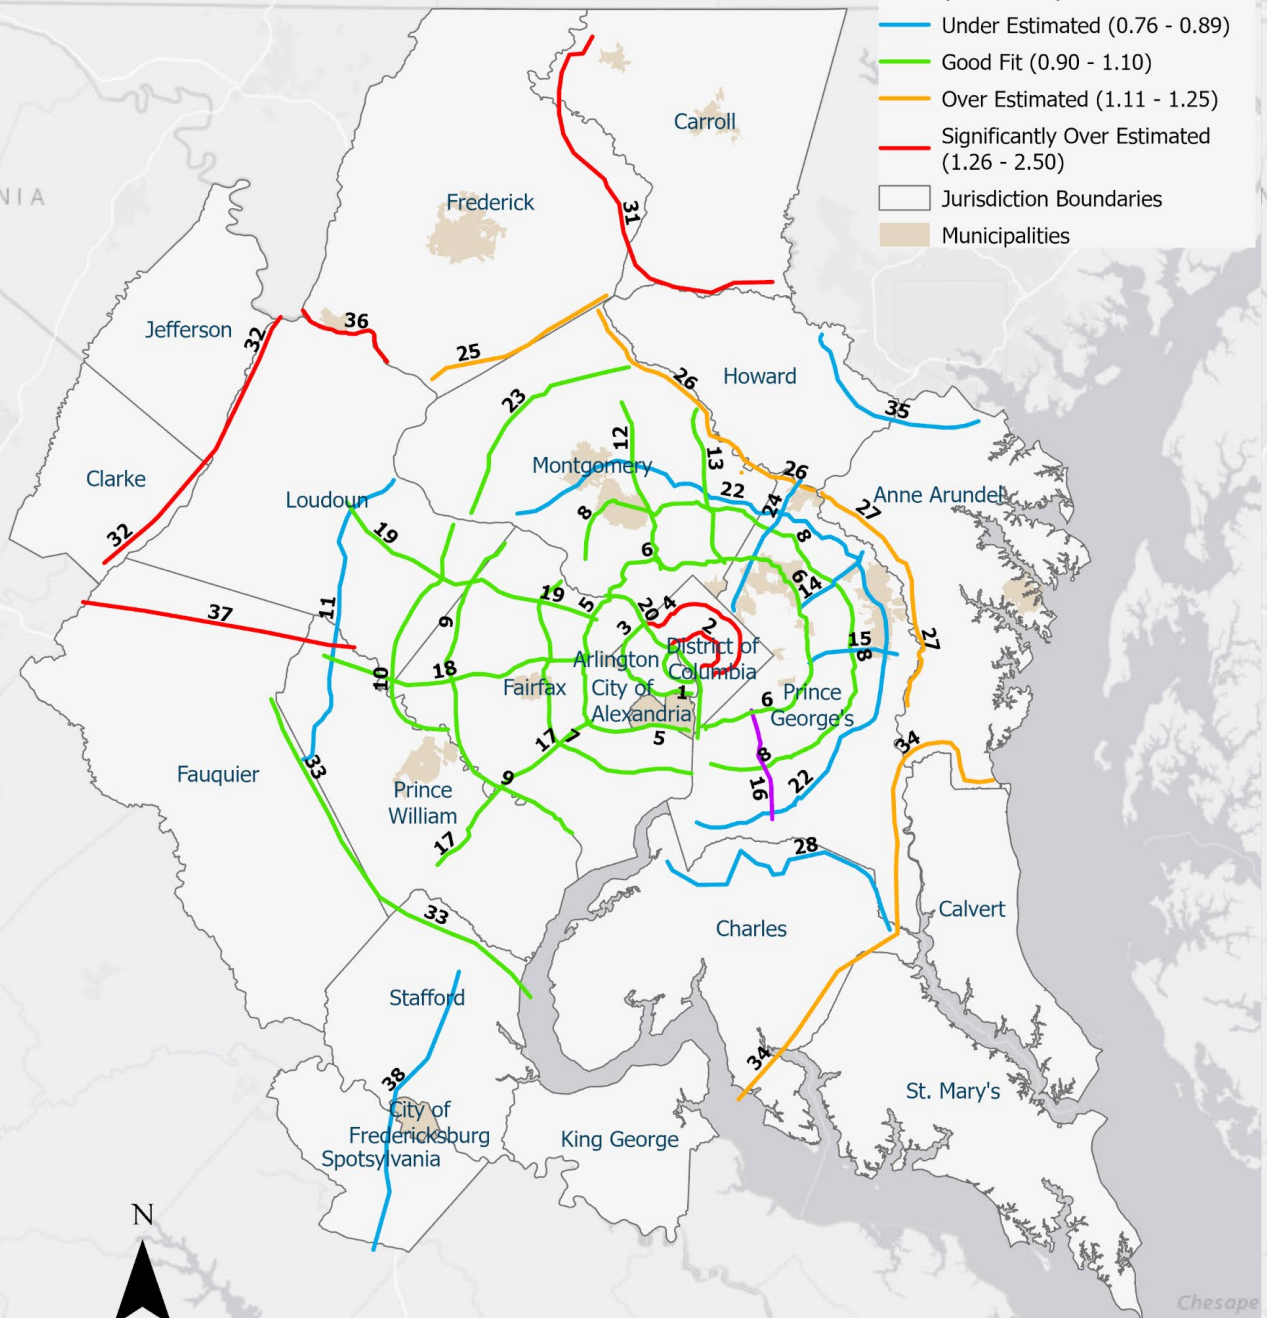 Under Estimated (0.76 - 0.89)
Good Fit (0.90 - 1.10)
Over Estimated (1.11 - 1.25)
Significantly Over Estimated
(1.26 - 2.50)
Jurisdiction Boundaries
Municipalities
Carroll
Frederick
31
Jefferson
32
36
25
23
26
Howard
35
12
13
Clarke
Montgomery
22
26
24
Anne Arundel
Loudoun
27
32
19
8
8
6
6
14
37
11
19
5
20
4
9
3
2
27
15
8
10
18
Arlington
District of
Columbia
Fairfax
City of
Alexandria
1
6
Prince
George's
17
7
5
34
33
8
Fauquier
9
16
22
Prince
William
17
28
33
Calvert
Charles
Stafford
34
38
St. Mary's
City of
Fredericksburg
Spotsylvania
King George
N
Chesape